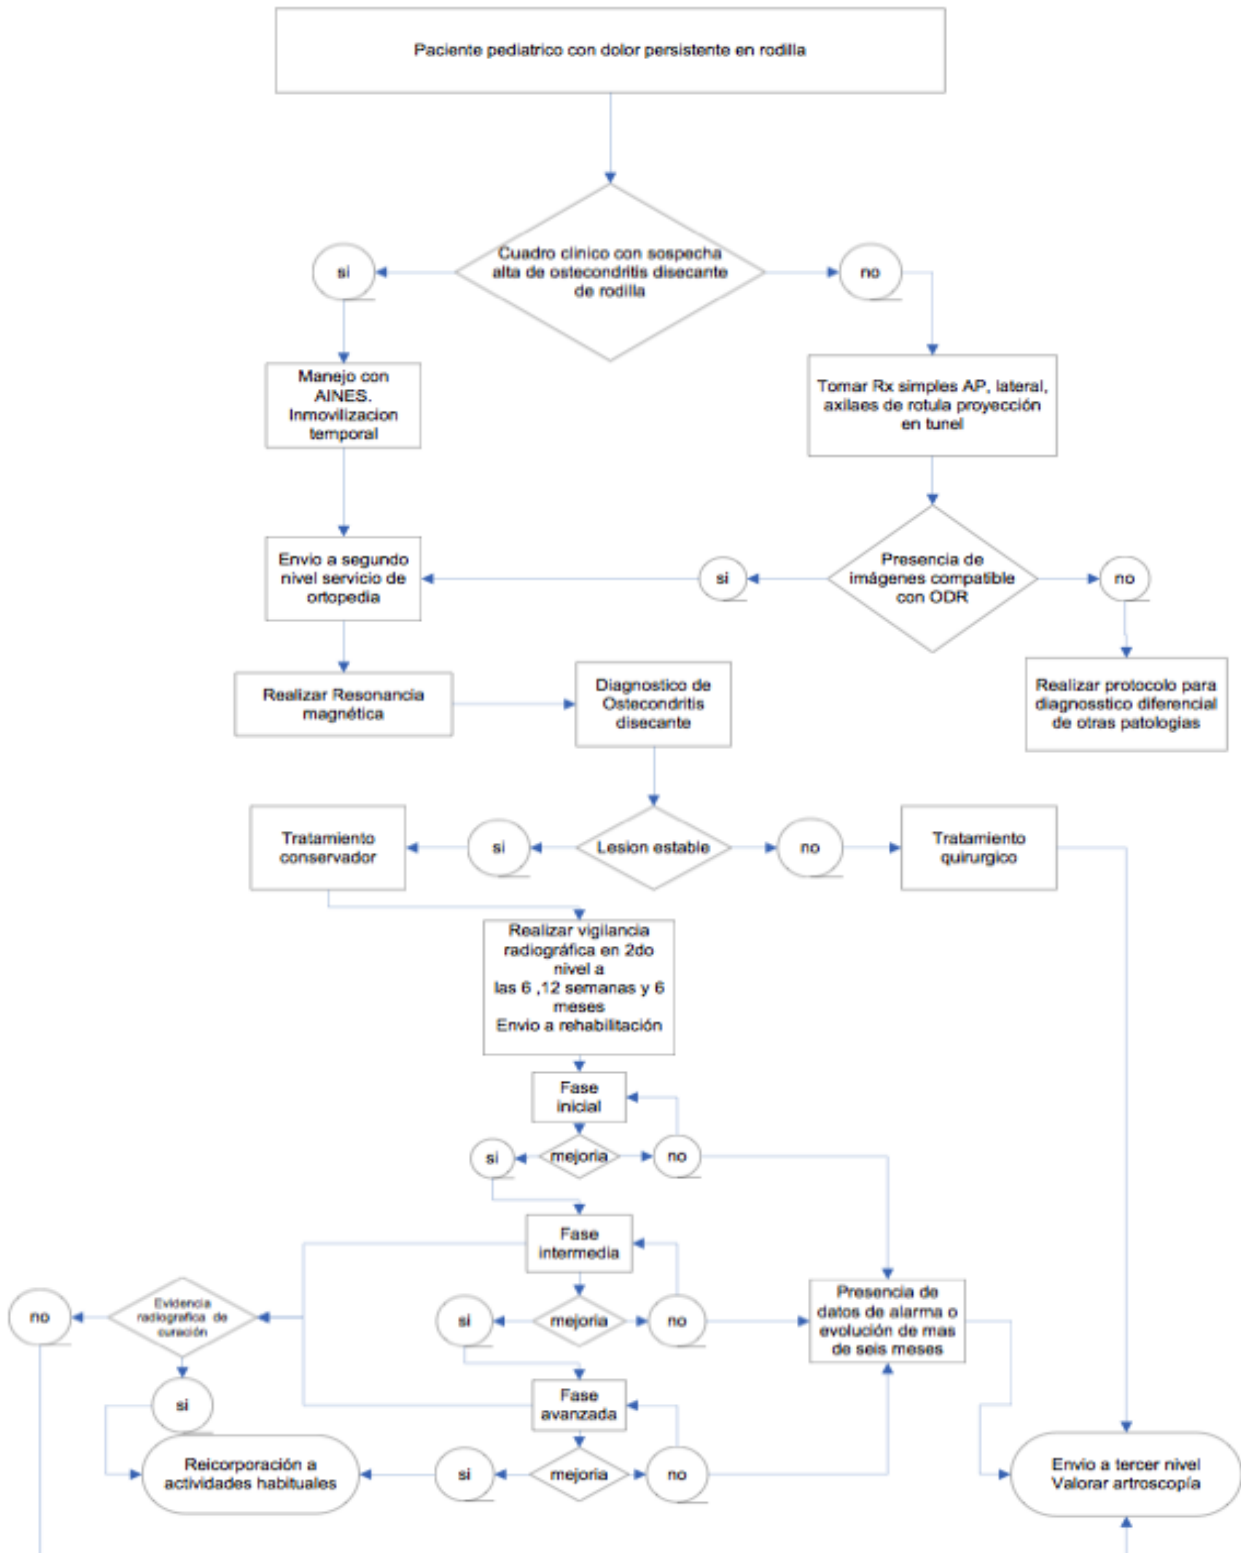 Paciente pediatrico con dolor persistente en rodilla
Cuadro clinico con sospecha
alta de ostecondritis disecante
de rodilla
si
no
Manejo con
AINES.
Inmovilizacion
temporal
Tomar Rx simples AP, lateral,
axilaes de rotula proyección
en tunel
Envio a segundo
nivel servicio de
ortopedia
si
Presencia de
imágenes compatible
con ODR
no
Realizar Resonancia
magnética
Diagnostico de
Ostecondritis
disecante
Realizar protocolo para
diagnosstico diferencial
de otras patologias
Tratamiento
conservador
si
Lesion estable
no
Tratamiento
quirurgico
Realizar vigilancia
radiográfica en 2do
nivel a
las 6 ,12 semanas y 6
meses
Envio a rehabilitación
Fase
inicial
si
mejoria
no
Fase
intermedia
no
Evidencia
radiografica de
curación
si
mejoria
no
Presencia de
datos de alarma o
evolución de mas
de seis meses
si
Fase
avanzada
Reicorporación a
actividades habituales
si
mejoria
no
Envio a tercer nivel
Valorar artroscopía